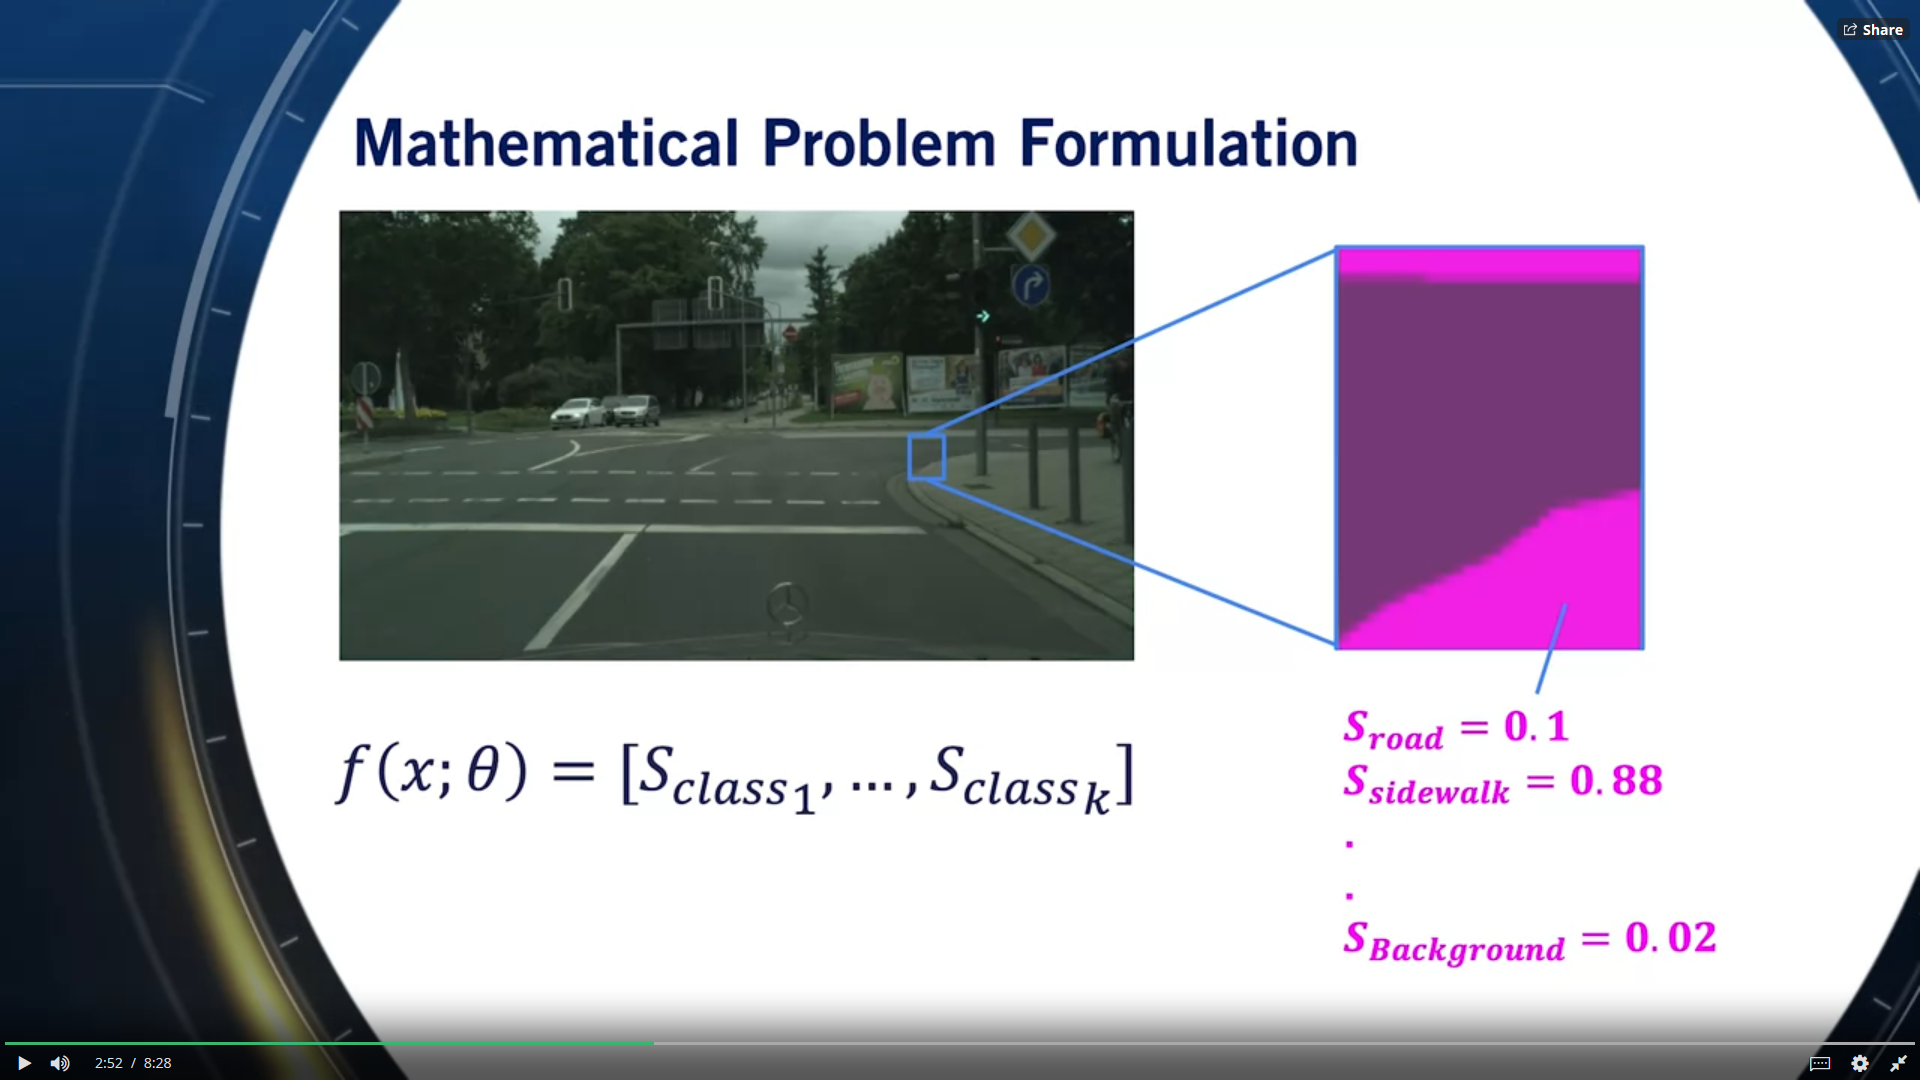 Share
Mathematical Problem Formulation
f(x; θ) = [S_class_1, ..., S_class_k]
S_road = 0.1
S_sidewalk = 0.88
.
.
S_Background = 0.02
2:52 / 8:28